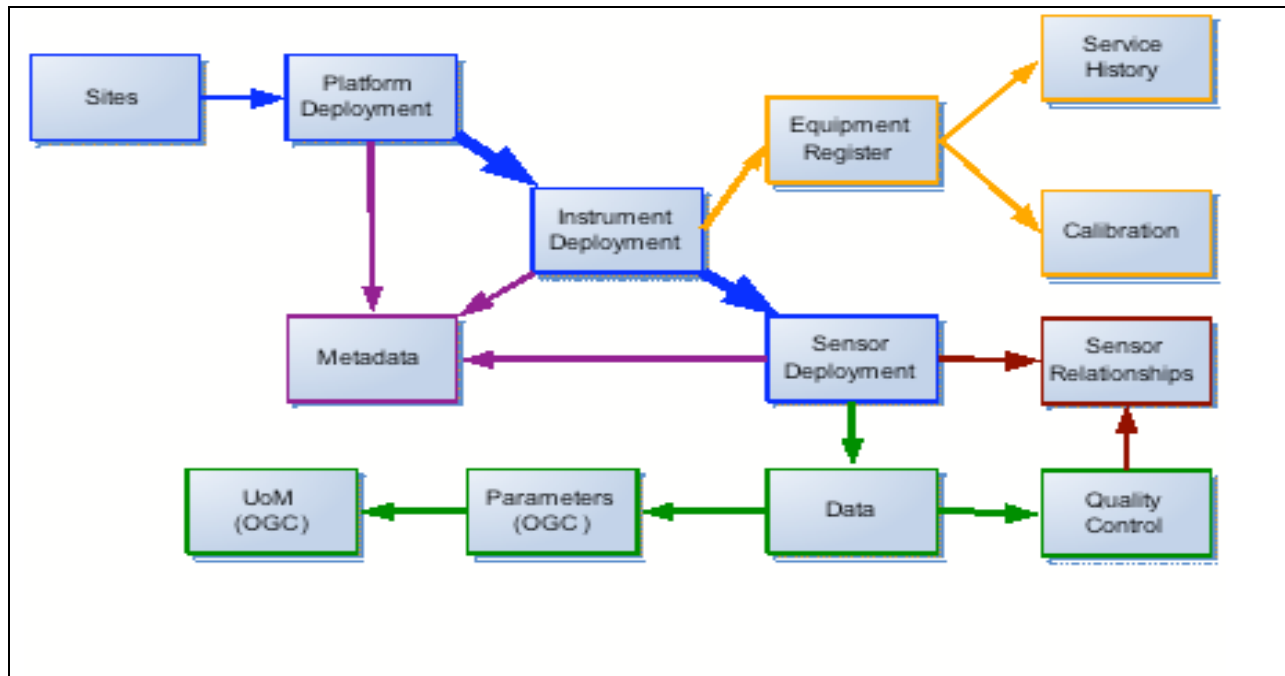 Sites
Platform
Deployment
Service
History
Equipment
Register
Instrument
Deployment
Calibration
Metadata
Sensor
Deployment
Sensor
Relationships
UoM
(OGC)
Parameters
(OGC )
Data
Quality
Control